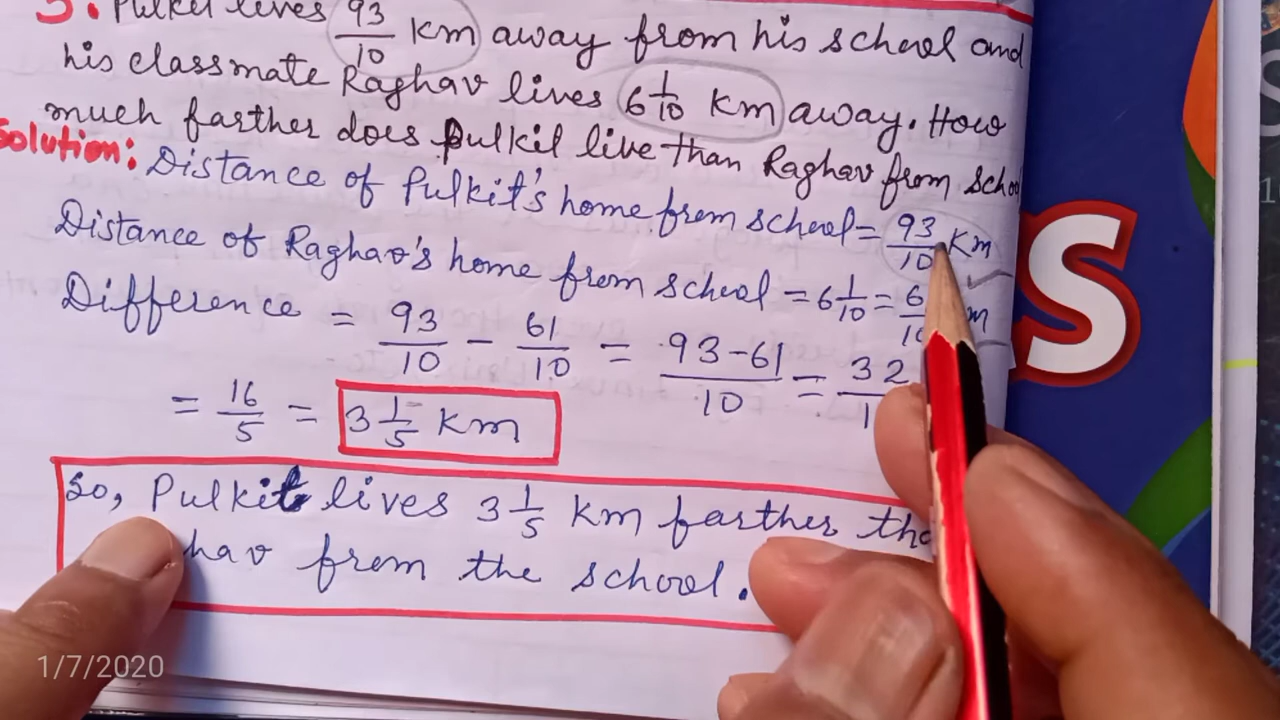 3. Pulkit lives 93/10 Km away from his school and
his classmate Raghav lives 6 1/10 Km away. How
much farther does Pulkit live than Raghav from
Solution: Distance of Pulkit's home from school = 93/10 Km
Distance of Raghav's home from school = 6 1/10 =
Difference = 93/10 - 61/10 = 93-61/10 = 32
= 16/5 = 3 1/5 Km
So, Pulkit lives 3 1/5 Km farther
from the school.
1/7/2020
S